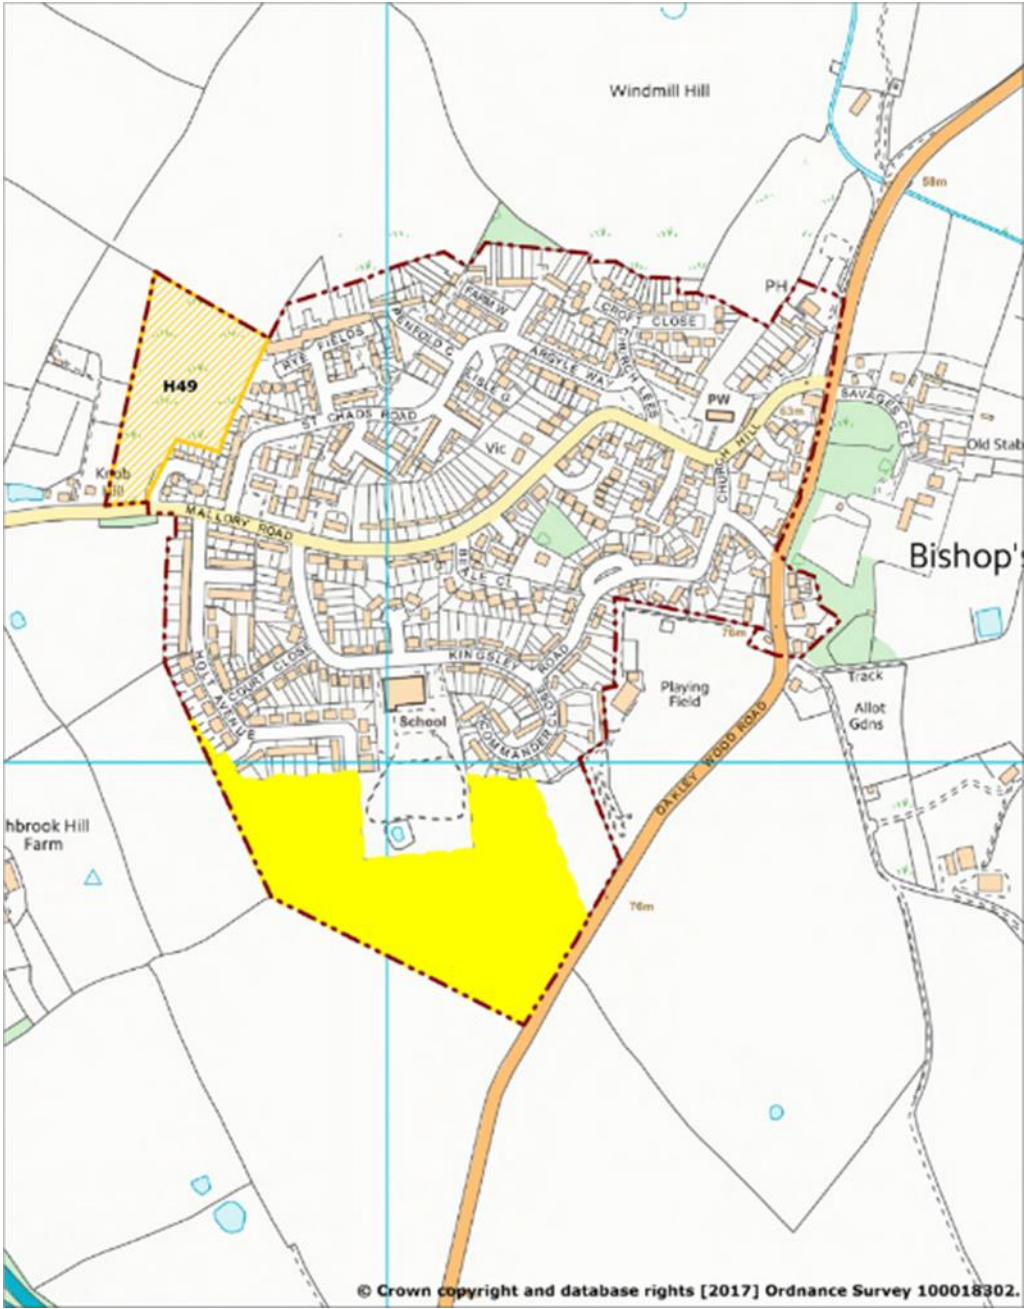 Windmill Hill
58m
PH
FARM W
CROFT
CLOSE
RYE FIELDS
PENFOLD C
CHURCH LEES
ARGYLE WAY
LISLE G
H49
PW
63m
SAVAGES CL
ST CHADS ROAD
Vic
Old Stab
CHURCH HILL
Knob
Hill
MALLORY ROAD
Bishop's
76m
KINGSLEY ROAD
HOLT AVENUE
COURT CLOSE
Playing
Field
Track
Allot
Gdns
School
COMMANDER CLOSE
OAKLEY WOOD ROAD
hbrook Hill
Farm
76m
© Crown copyright and database rights [2017] Ordnance Survey 100018302.